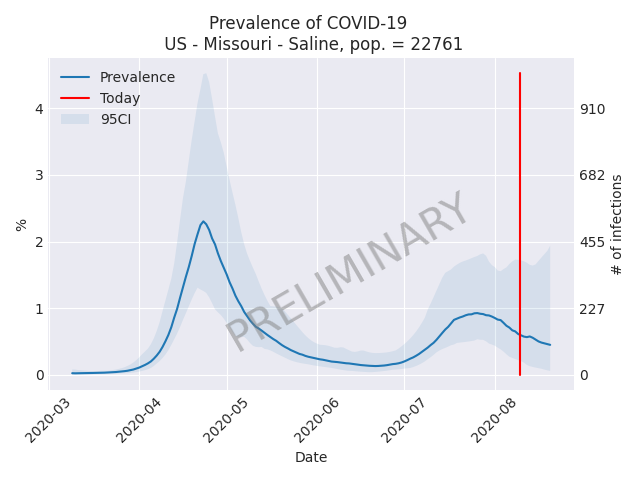 Prevalence of COVID-19
US - Missouri - Saline, pop. = 22761
Prevalence
Today
95CI
%
4
3
2
1
0
910
682
455
227
0
# of infections
PRELIMINARY
2020-03
2020-04
2020-05
2020-06
2020-07
2020-08
Date